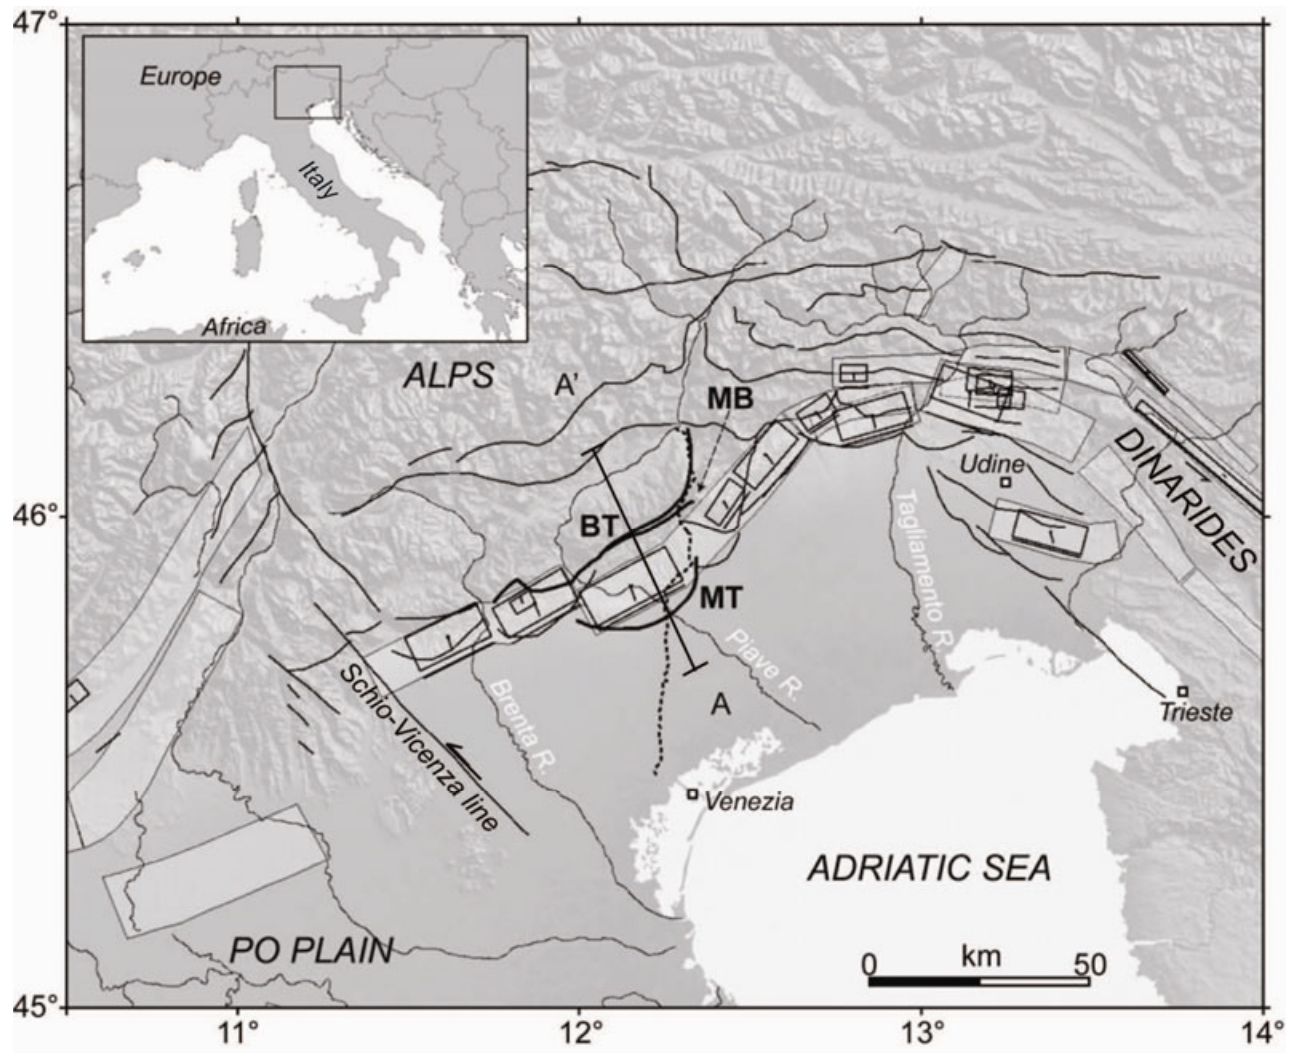 47°
Europe
Italy
Africa
ALPS
A'
MB
DINARIDES
Udine
46°
BT
Tagliamento R.
MT
Piave R.
Schio-Vicenza line
Brenta R.
A
Trieste
Venezia
ADRIATIC SEA
PO PLAIN
0 km 50
45°
11° 12° 13° 14°